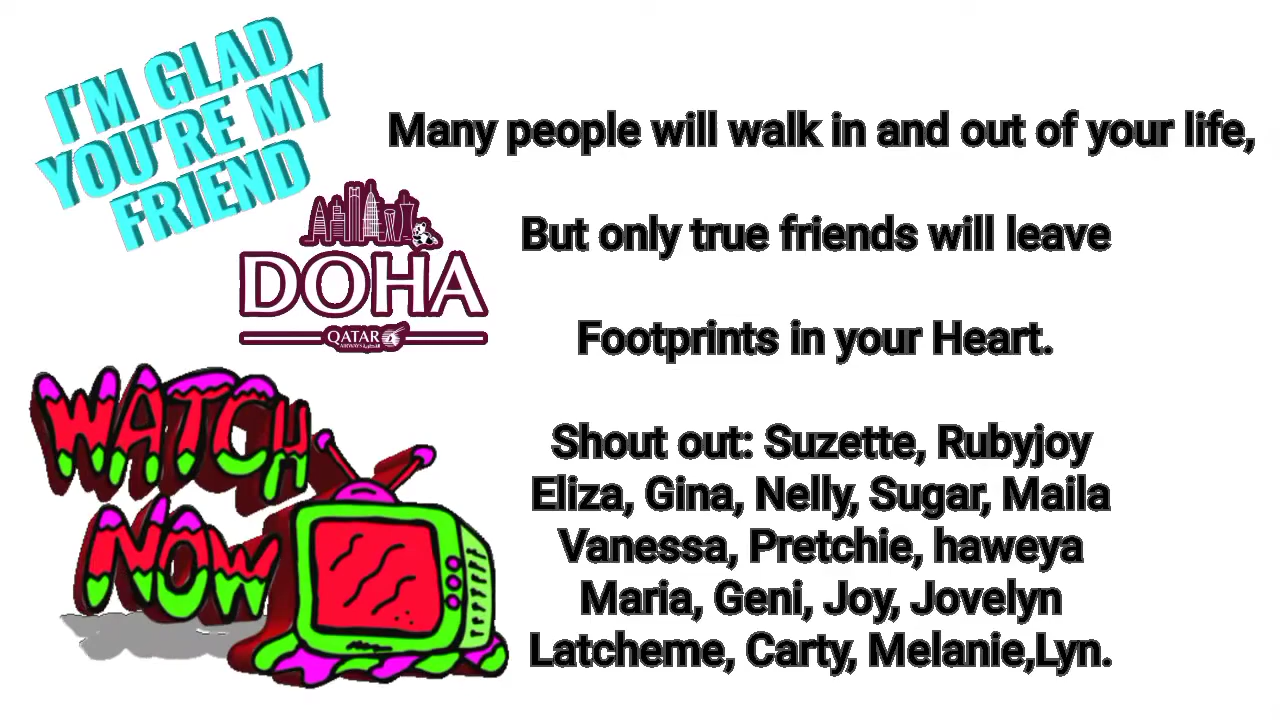 I'M GLAD
YOU'RE MY
FRIEND
Many people will walk in and out of your life,
But only true friends will leave
Footprints in your Heart.
DOHA
QATAR
WATCH
NOW
Shout out: Suzette, Rubyjoy
Eliza, Gina, Nelly, Sugar, Maila
Vanessa, Pretchie, haweya
Maria, Geni, Joy, Jovelyn
Latcheme, Carty, Melanie,Lyn.